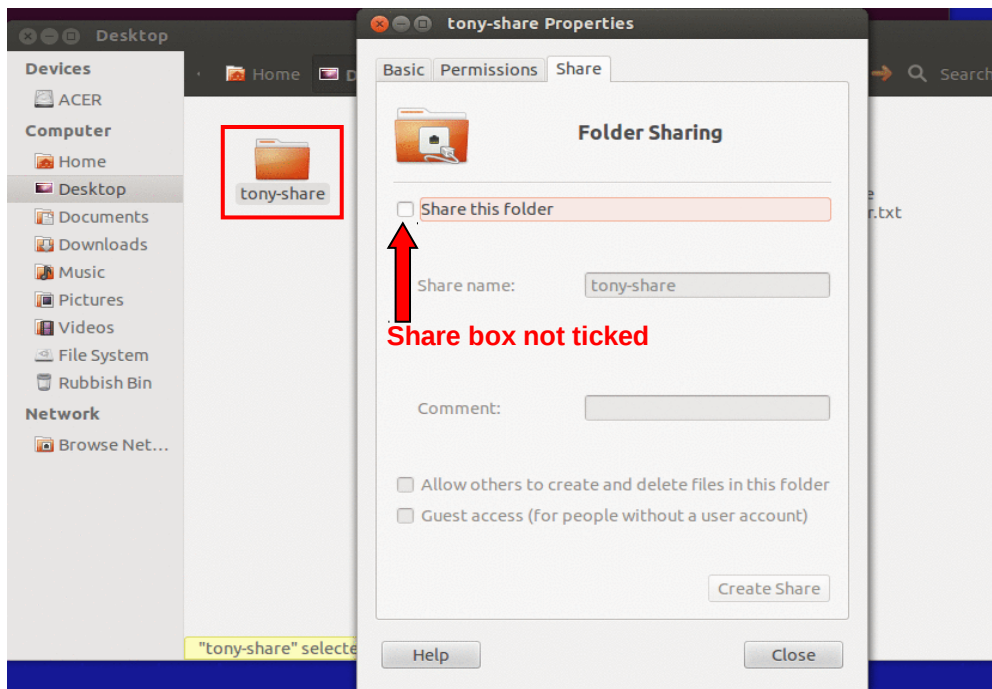 Desktop
tony-share Properties
Devices
ACER
Computer
Home
Desktop
Documents
Downloads
Music
Pictures
Videos
File System
Rubbish Bin
Network
Browse Net...
Home
D
Search
tony-share
r.txt
"tony-share" selecte
Basic Permissions Share
Folder Sharing
Share this folder
Share name: tony-share
Share box not ticked
Comment:
Allow others to create and delete files in this folder
Guest access (for people without a user account)
Create Share
Help Close